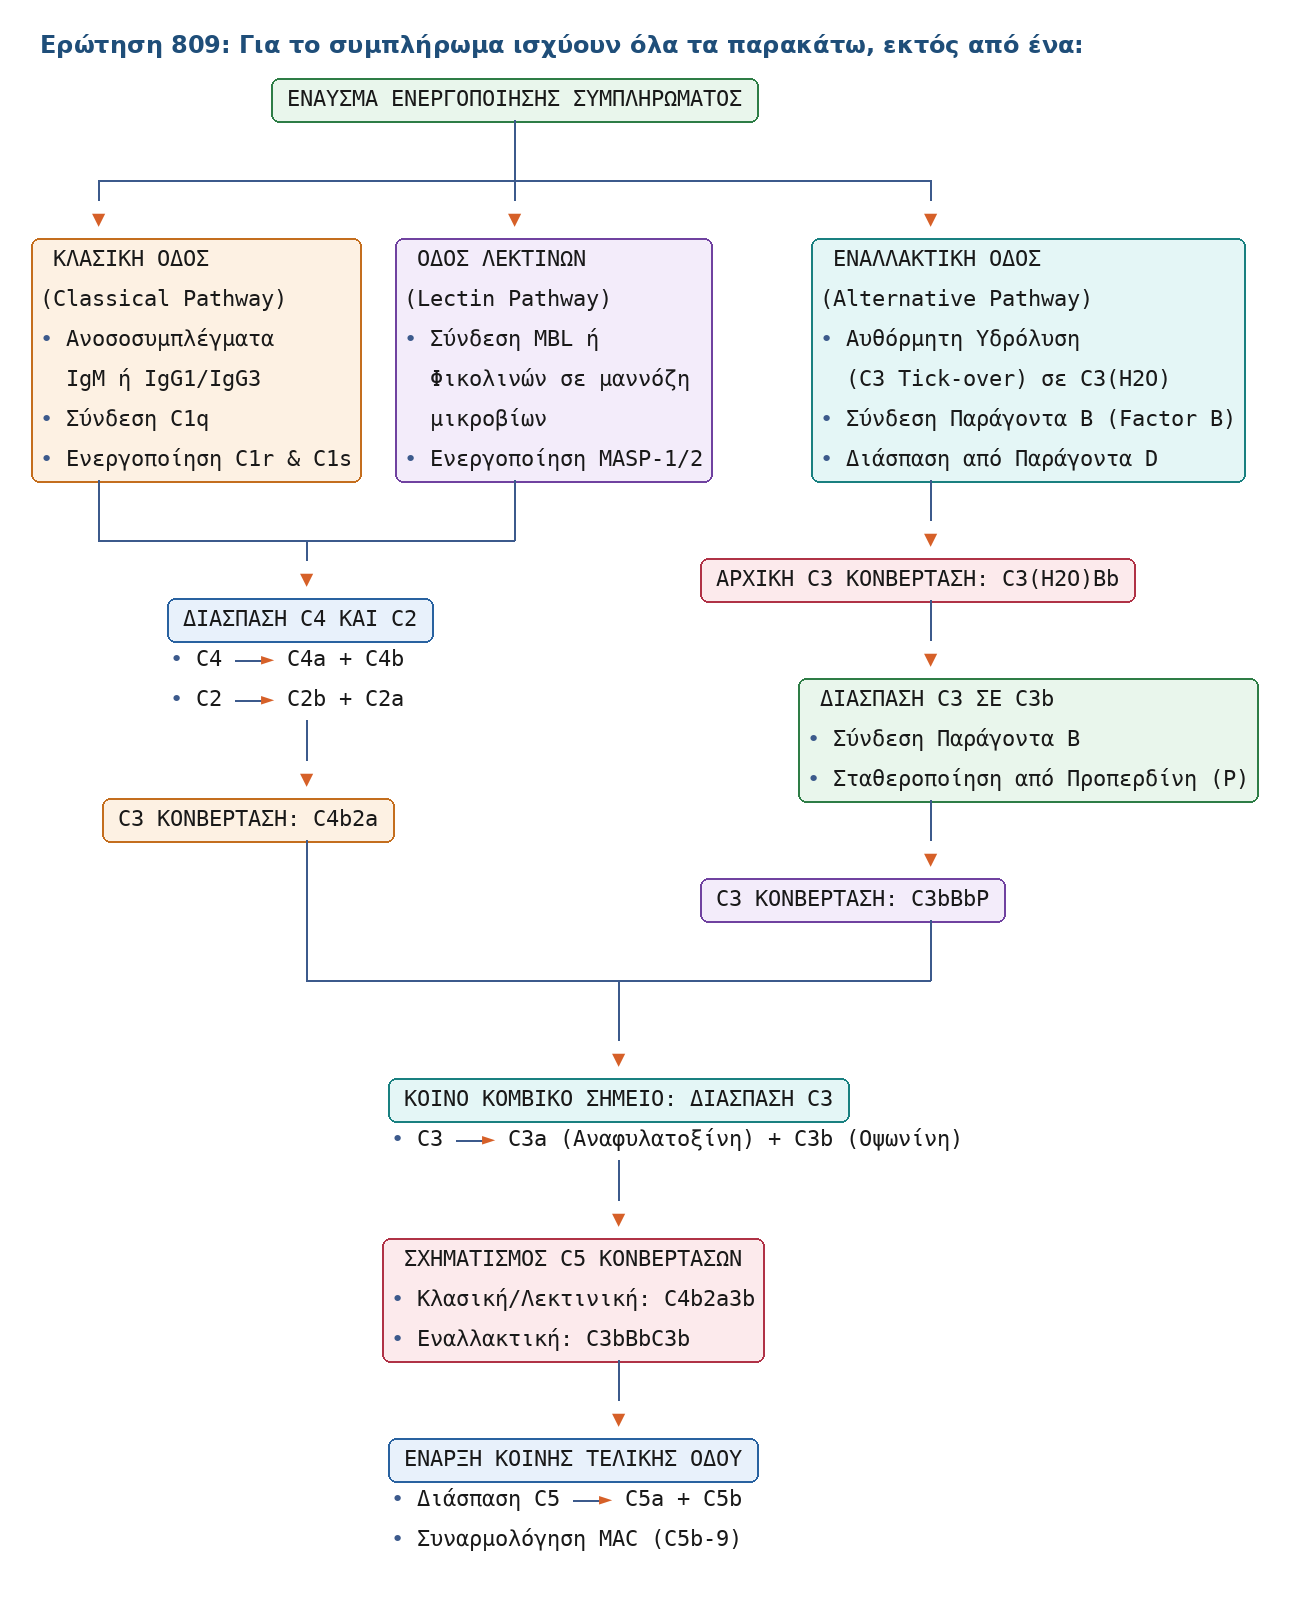 Ερώτηση 809: Για το συμπλήρωμα ισχύουν όλα τα παρακάτω, εκτός από ένα:
ΕΝΑΥΣΜΑ ΕΝΕΡΓΟΠΟΙΗΣΗΣ ΣΥΜΠΛΗΡΩΜΑΤΟΣ
ΚΛΑΣΙΚΗ ΟΔΟΣ
(Classical Pathway)
• Ανοσοσυμπλέγματα
IgM ή IgG1/IgG3
• Σύνδεση C1q
• Ενεργοποίηση C1r & C1s
ΟΔΟΣ ΛΕΚΤΙΝΩΝ
(Lectin Pathway)
• Σύνδεση MBL ή
Φικολινών σε μαννόζη
μικροβίων
• Ενεργοποίηση MASP-1/2
ΕΝΑΛΛΑΚΤΙΚΗ ΟΔΟΣ
(Alternative Pathway)
• Αυθόρμητη Υδρόλυση
(C3 Tick-over) σε C3(H2O)
• Σύνδεση Παράγοντα B (Factor B)
• Διάσπαση από Παράγοντα D
ΔΙΑΣΠΑΣΗ C4 ΚΑΙ C2
• C4 → C4a + C4b
• C2 → C2b + C2a
C3 ΚΟΝΒΕΡΤΑΣΗ: C4b2a
ΑΡΧΙΚΗ C3 ΚΟΝΒΕΡΤΑΣΗ: C3(H2O)Bb
ΔΙΑΣΠΑΣΗ C3 ΣΕ C3b
• Σύνδεση Παράγοντα B
• Σταθεροποίηση από Προπερδίνη (P)
C3 ΚΟΝΒΕΡΤΑΣΗ: C3bBbP
ΚΟΙΝΟ ΚΟΜΒΙΚΟ ΣΗΜΕΙΟ: ΔΙΑΣΠΑΣΗ C3
• C3 → C3a (Αναφυλατοξίνη) + C3b (Οψωνίνη)
ΣΧΗΜΑΤΙΣΜΟΣ C5 ΚΟΝΒΕΡΤΑΣΩΝ
• Κλασική/Λεκτινική: C4b2a3b
• Εναλλακτική: C3bBbC3b
ΕΝΑΡΞΗ ΚΟΙΝΗΣ ΤΕΛΙΚΗΣ ΟΔΟΥ
• Διάσπαση C5 → C5a + C5b
• Συναρμολόγηση MAC (C5b-9)